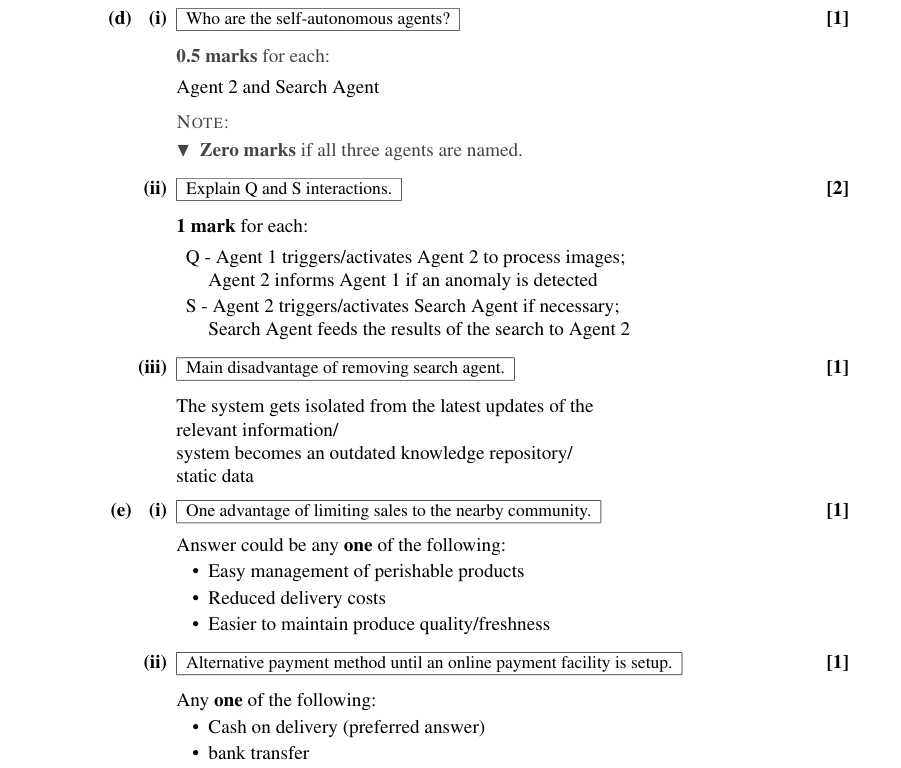 (d) (i) Who are the self-autonomous agents? [1]
0.5 marks for each:
Agent 2 and Search Agent
NOTE:
▼ Zero marks if all three agents are named.
(ii) Explain Q and S interactions. [2]
1 mark for each:
Q - Agent 1 triggers/activates Agent 2 to process images;
Agent 2 informs Agent 1 if an anomaly is detected
S - Agent 2 triggers/activates Search Agent if necessary;
Search Agent feeds the results of the search to Agent 2
(iii) Main disadvantage of removing search agent. [1]
The system gets isolated from the latest updates of the
relevant information/
system becomes an outdated knowledge repository/
static data
(e) (i) One advantage of limiting sales to the nearby community. [1]
Answer could be any one of the following:
• Easy management of perishable products
• Reduced delivery costs
• Easier to maintain produce quality/freshness
(ii) Alternative payment method until an online payment facility is setup. [1]
Any one of the following:
• Cash on delivery (preferred answer)
• bank transfer